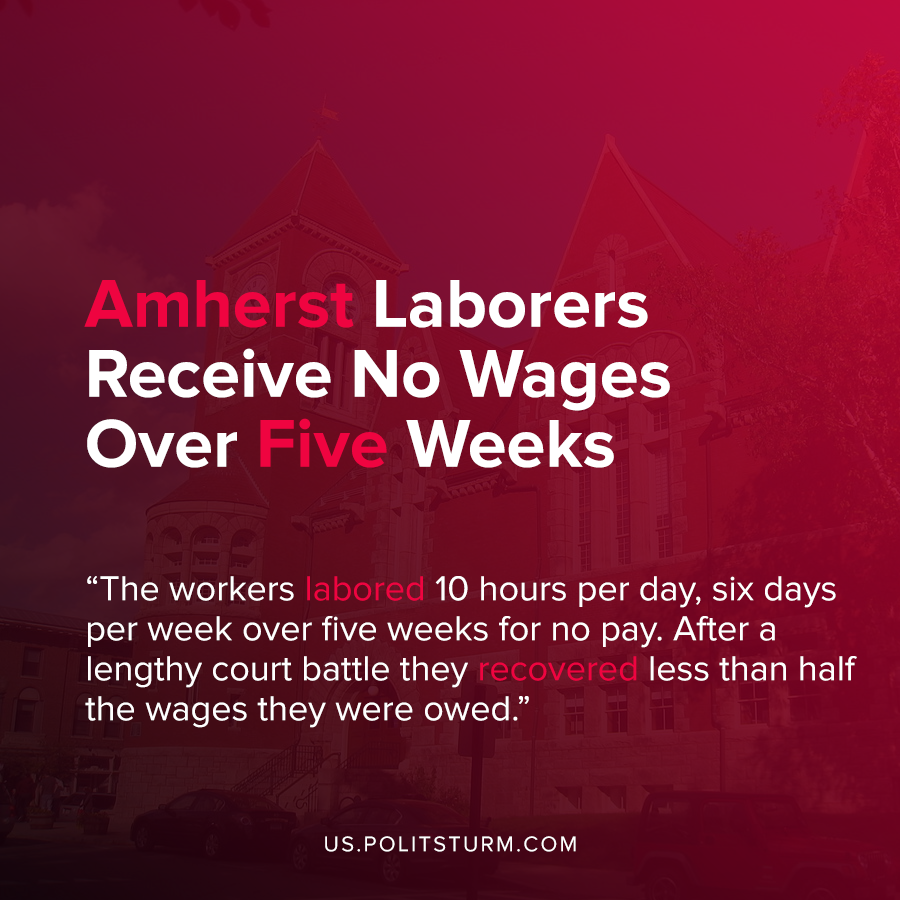 Amherst Laborers
Receive No Wages
Over Five Weeks
“The workers labored 10 hours per day, six days
per week over five weeks for no pay. After a
lengthy court battle they recovered less than half
the wages they were owed.”
US.POLITSTURM.COM